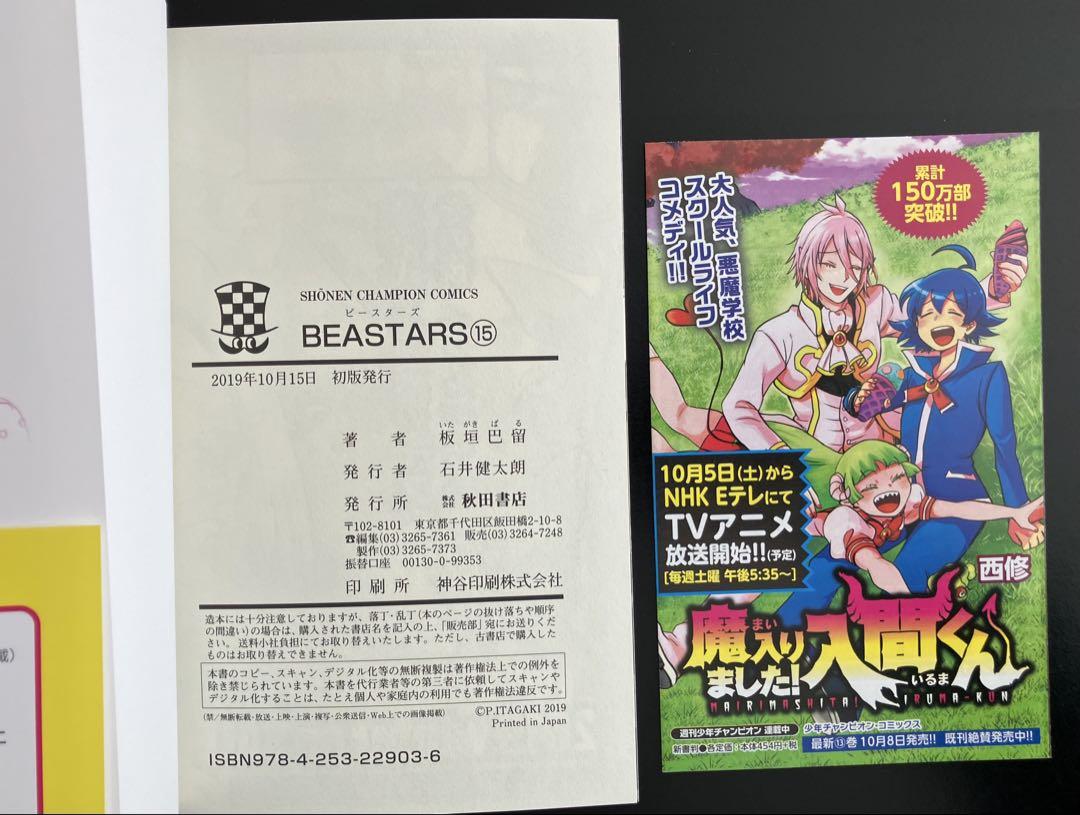 SHŌNEN CHAMPION COMICS
ビースターズ
BEASTARS⑮
2019年10月15日 初版発行
いた がき ぱ る
著 者 板垣巴留
発行者 石井健太朗
発行所 株式会社 秋田書店
〒102-8101 東京都千代田区飯田橋2-10-8
☎編集(03)3265-7361 販売(03)3264-7248
製作(03)3265-7373
振替口座 00130-0-99353
印刷所 神谷印刷株式会社
造本には十分注意しておりますが、落丁・乱丁(本のページの抜け落ちや順序
の間違い)の場合は、購入された書店名を記入の上、「販売部」宛にお送りくだ
さい。送料小社負担にてお取り替えいたします。ただし、古書店で購入した
ものはお取り替えできません。
本書のコピー、スキャン、デジタル化等の無断複製は著作権法上での例外を
除き禁じられています。本書を代行業者等の第三者に依頼してスキャンや
デジタル化することは、たとえ個人や家庭内の利用でも著作権法違反です。
(禁/無断転載・放送・上映・上演・複写・公衆送信・Web上での画像掲載)
©P.ITAGAKI 2019
Printed in Japan
ISBN978-4-253-22903-6
載)
大人気、悪魔学校
スクールライフ
コメディ!!
累計
150万部
突破!!
10月5日(土)から
NHK Eテレにて
TVアニメ
放送開始!!(予定)
[毎週土曜 午後5:35~]
西修
まい
魔入り
ました!
入間くん
いるま
MAIRIMASHITA! IRUMA-KUN
週刊少年チャンピオン 連載中
新書判●各定価・本体454円+税
少年チャンピオン・コミックス
最新⑬巻 10月8日発売!! 既刊絶賛発売中!!